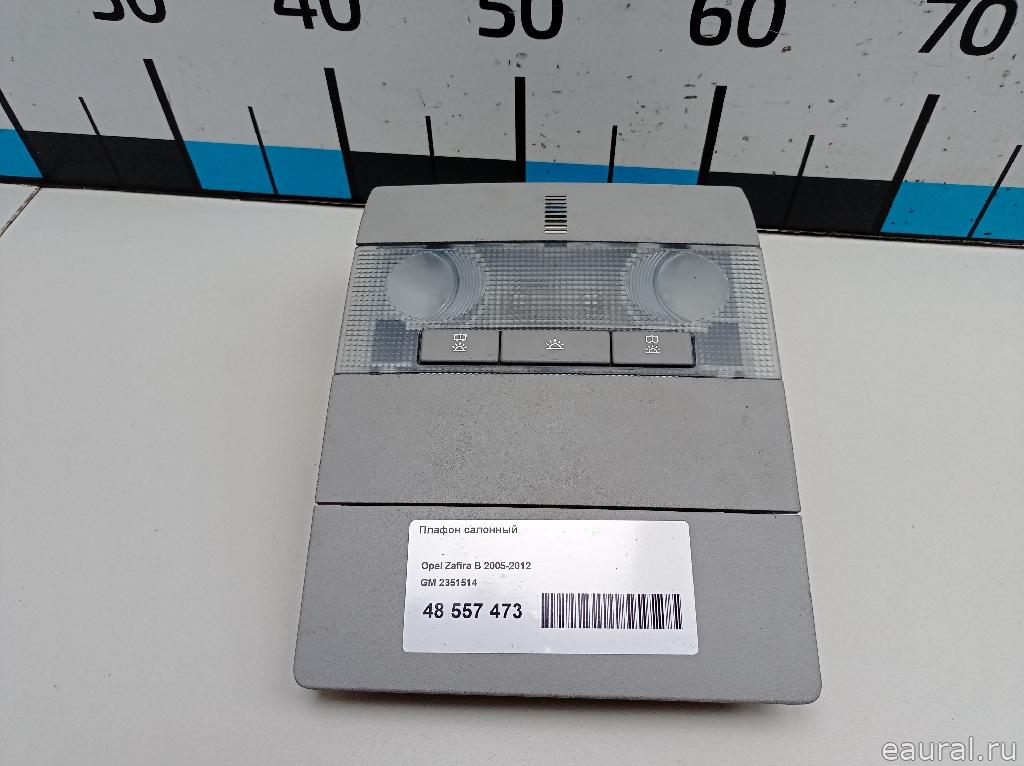 30 40 50 60 70
Плафон салонный
Opel Zafira B 2005-2012
GM 2351514
48 557 473
eaural.ru